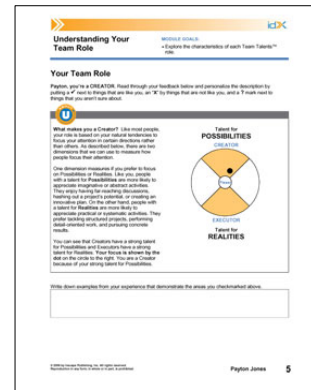 idX
Understanding Your
Team Role
MODULE GOALS:
• Explore the characteristics of each Team Talents™
role.
Your Team Role
Payton, you're a CREATOR. Read through your feedback below and personalize the description by
putting a ✔ next to things that are like you, an "X" by things that are not like you, and a ? mark next to
things that you aren't sure about.
U
What makes you a Creator? Like most people,
your role is based on your natural tendencies to
focus your attention in certain directions rather
than others. As described below, there are two
dimensions that we can use to measure how
people focus their attention.
One dimension measures if you prefer to focus
on Possibilities or Realities. Like you, people
with a talent for Possibilities are more likely to
appreciate imaginative or abstract activities.
They enjoy having far-reaching discussions,
hashing out a project's potential, or creating an
innovative plan. On the other hand, people with
a talent for Realities are more likely to
appreciate practical or systematic activities. They
prefer tackling structured projects, performing
detail-oriented work, and pursuing concrete
results.
You can see that Creators have a strong talent
for Possibilities and Executors have a strong
talent for Realities. Your focus is shown by the
dot on the circle to the right. You are a Creator
because of your strong talent for Possibilities.
Talent for
POSSIBILITIES
CREATOR
EXECUTOR
Talent for
REALITIES
Write down examples from your experience that demonstrate the areas you checkmarked above.
Payton Jones
5